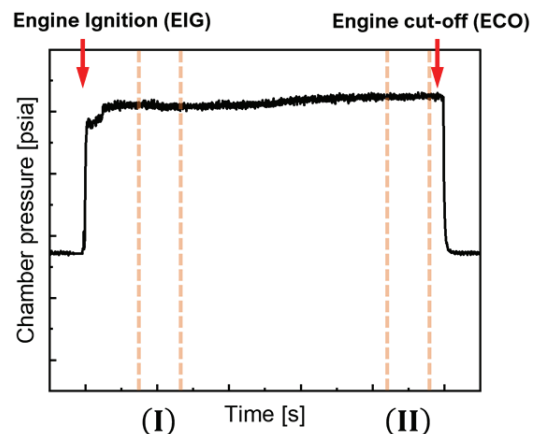 Engine Ignition (EIG)
Engine cut-off (ECO)
Chamber pressure [psia]
(I)
Time [s]
(II)